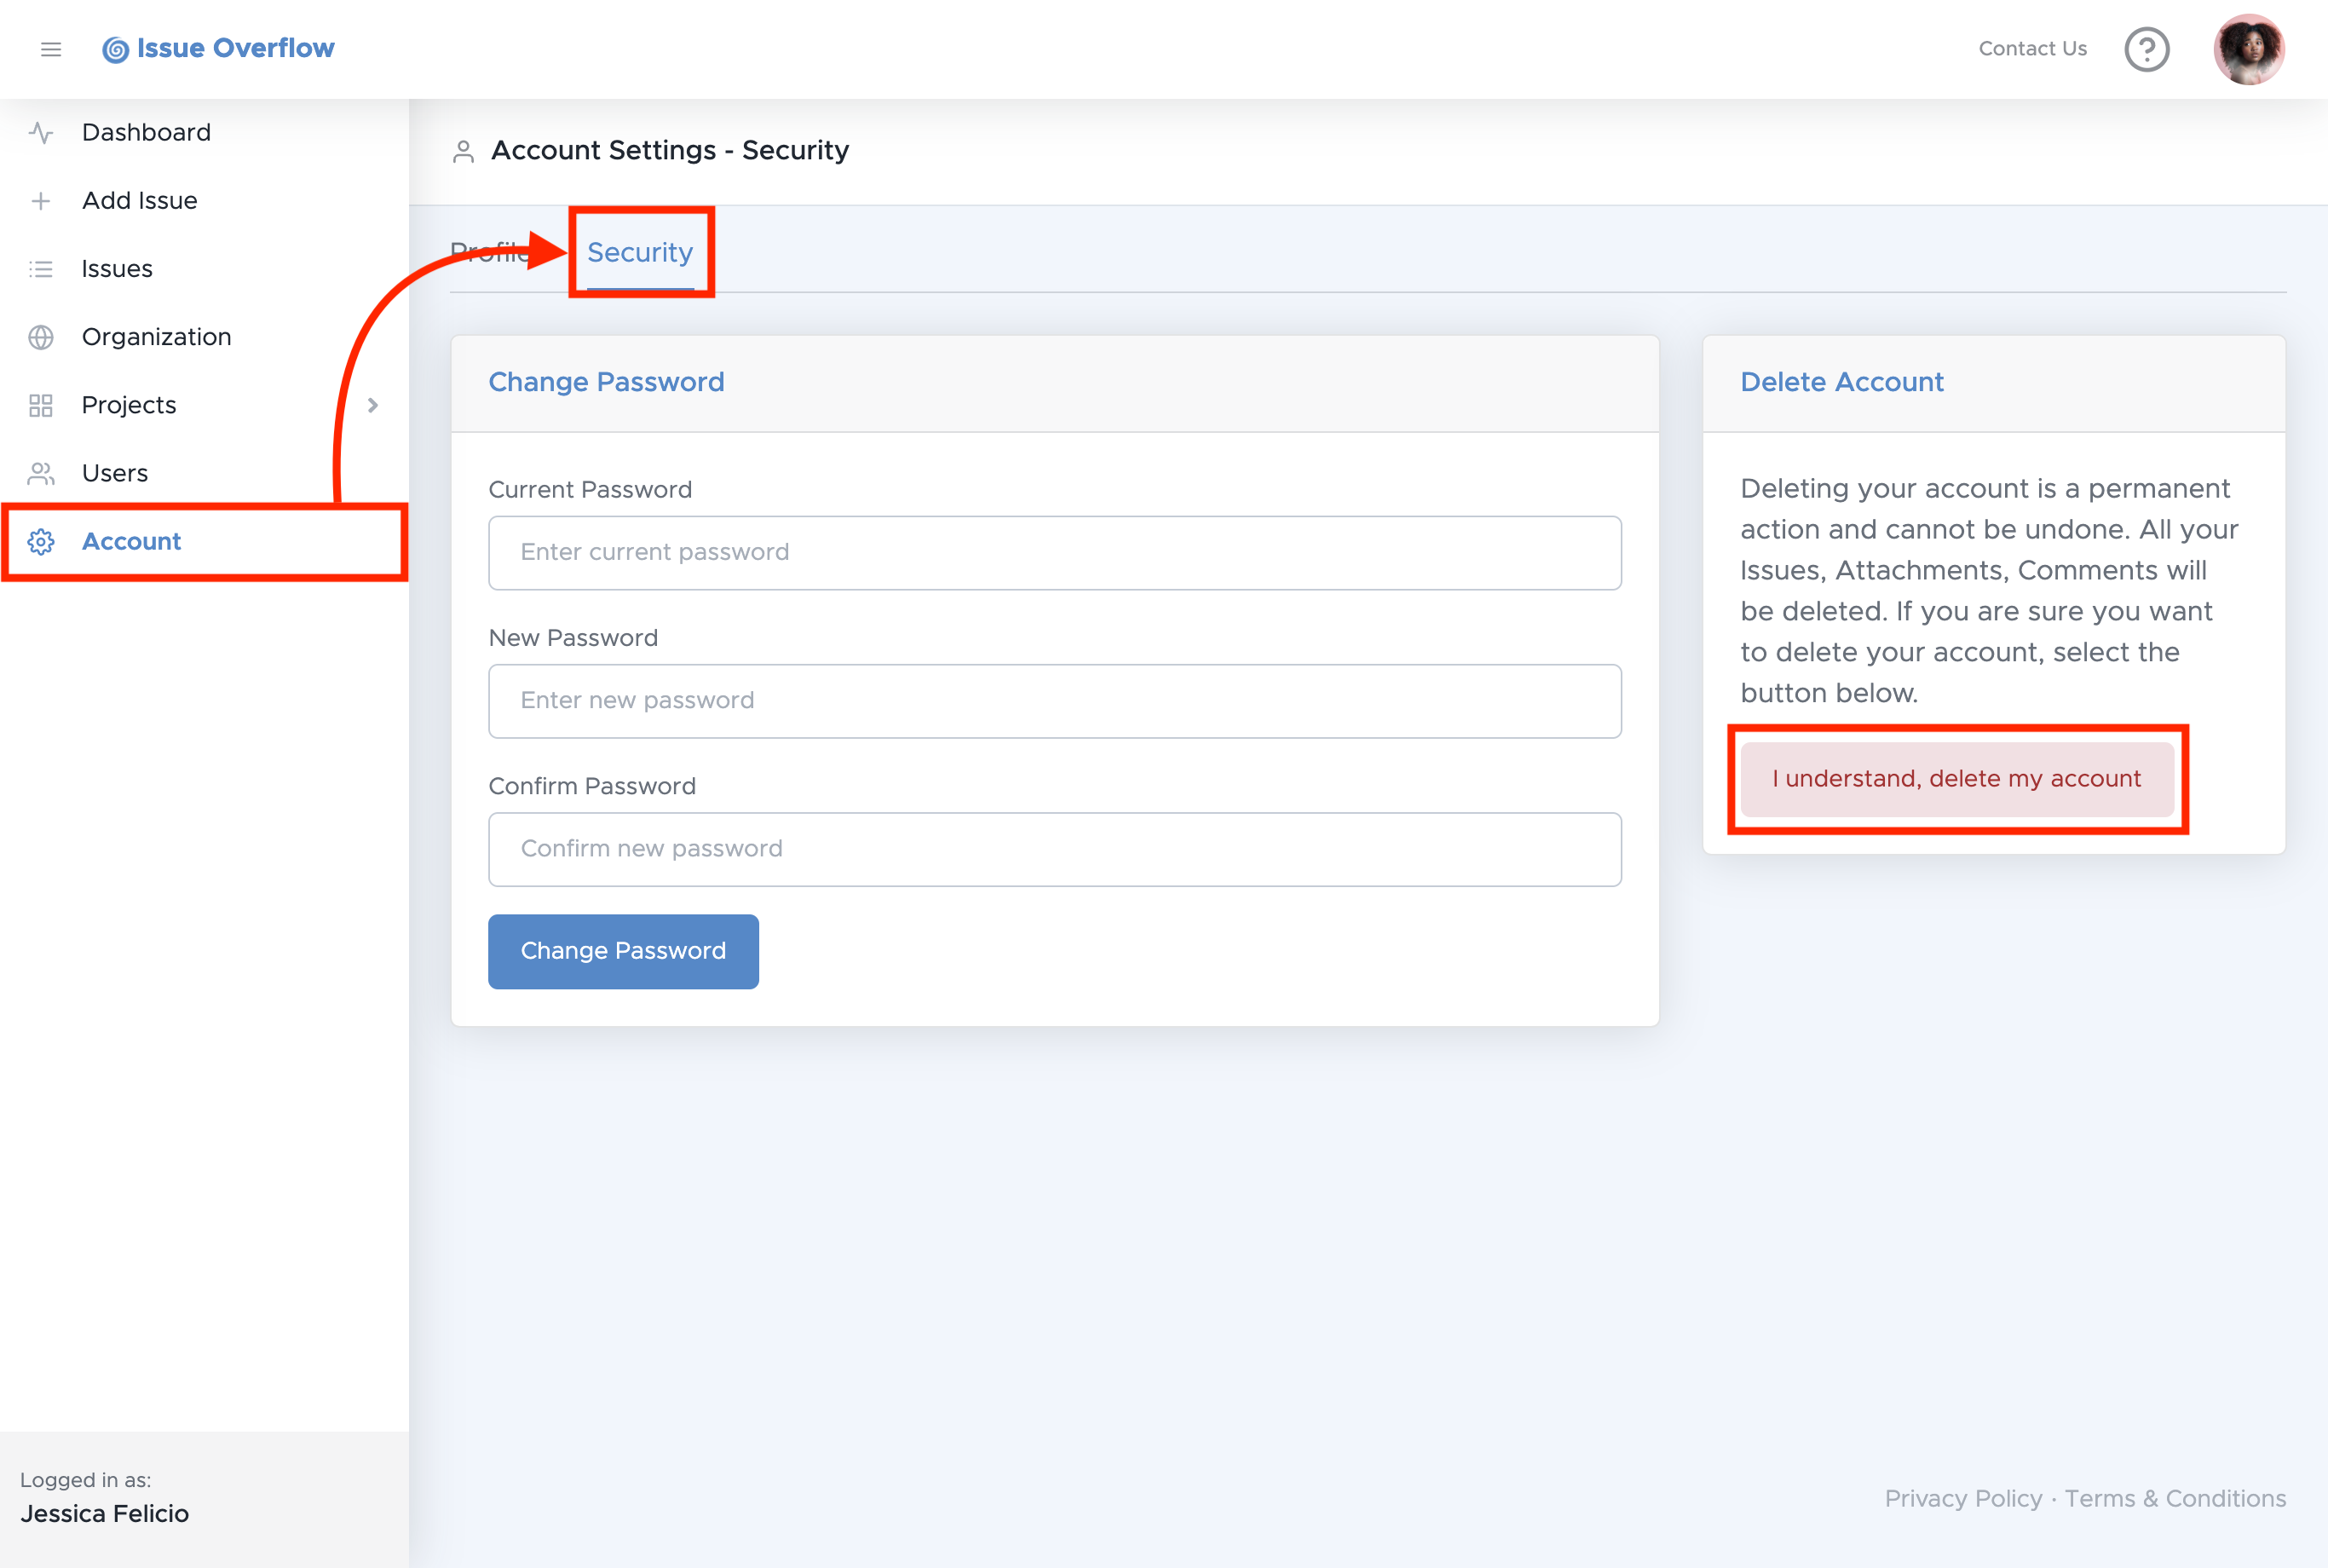 Issue Overflow
Contact Us
Dashboard
Add Issue
Issues
Organization
Projects
Users
Account
Logged in as:
Jessica Felicio
Account Settings - Security
Profile
Security
Change Password
Current Password
Enter current password
New Password
Enter new password
Confirm Password
Confirm new password
Change Password
Delete Account
Deleting your account is a permanent
action and cannot be undone. All your
Issues, Attachments, Comments will
be deleted. If you are sure you want
to delete your account, select the
button below.
I understand, delete my account
Privacy Policy · Terms & Conditions